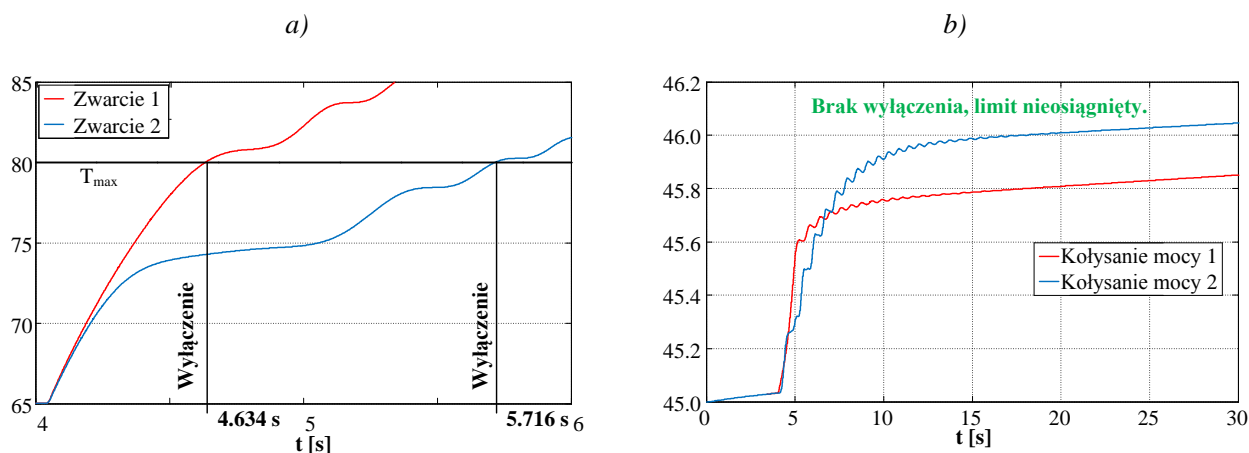 a)
85
80
75
70
65
Zwarcie 1
Zwarcie 2
Tmax
Wyłączenie
Wyłączenie
4
4.634 s
5
5.716 s
6
t [s]
b)
46.2
46.0
45.8
45.6
45.4
45.2
45.0
Brak wyłączenia, limit nieosiągnięty.
Kołysanie mocy 1
Kołysanie mocy 2
0
5
10
15
20
25
30
t [s]